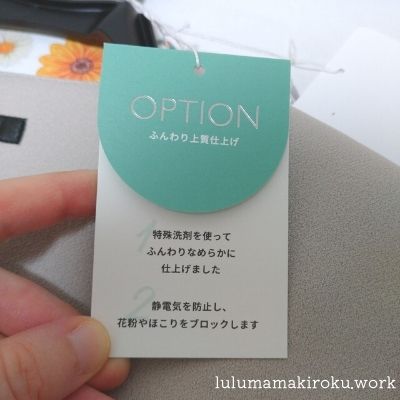 OPTION
ふんわり上質仕上げ
1
特殊洗剤を使って
ふんわりなめらかに
仕上げました
2
静電気を防止し、
花粉やほこりをブロックします
lulumamakiroku.work